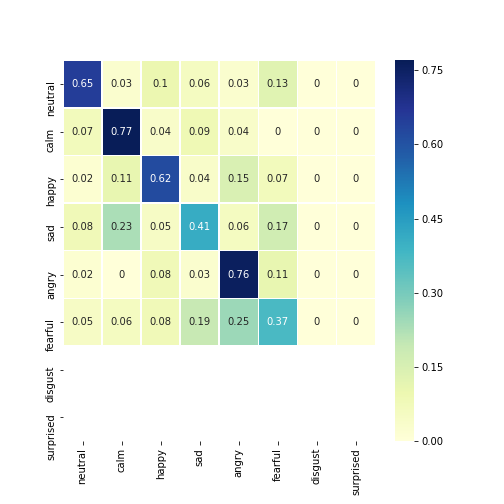 neutral 0.65 0.03 0.1 0.06 0.03 0.13 0 0
calm 0.07 0.77 0.04 0.09 0.04 0 0 0
happy 0.02 0.11 0.62 0.04 0.15 0.07 0 0
sad 0.08 0.23 0.05 0.41 0.06 0.17 0 0
angry 0.02 0 0.08 0.03 0.76 0.11 0 0
fearful 0.05 0.06 0.08 0.19 0.25 0.37 0 0
disgust
surprised
neutral calm happy sad angry fearful disgust surprised
0.75
0.60
0.45
0.30
0.15
0.00